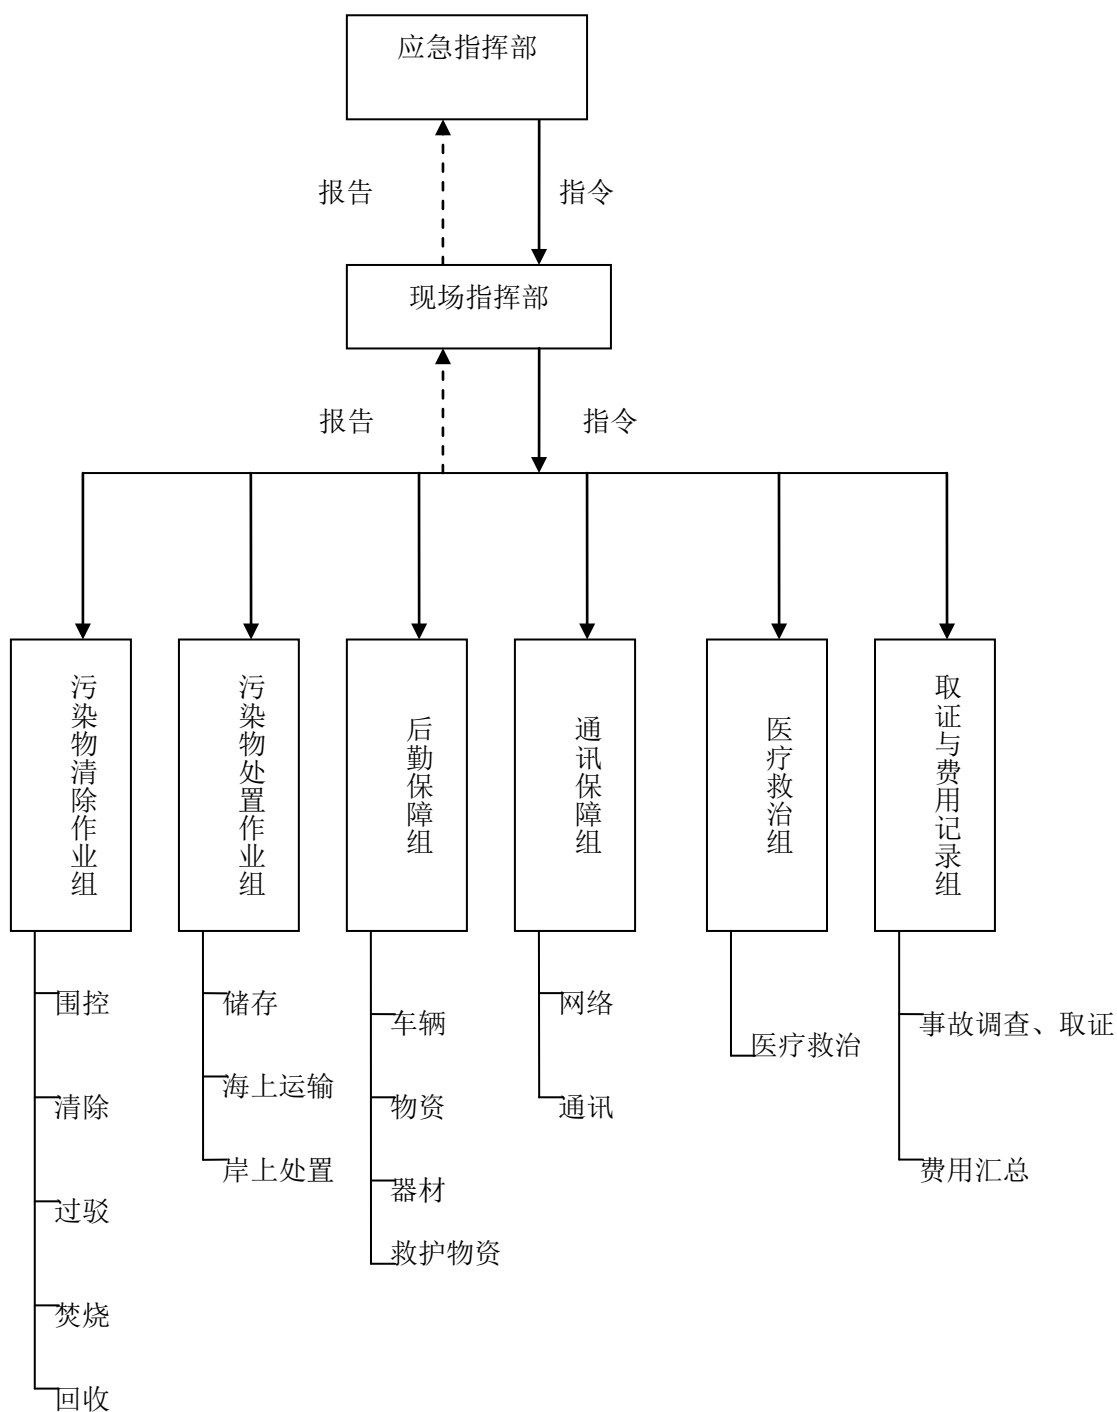 应急指挥部
报告
指令
现场指挥部
报告
指令
污染物清除作业组
污染物处置作业组
后勤保障组
通讯保障组
医疗救治组
取证与费用记录组
围控
清除
过驳
焚烧
回收
储存
海上运输
岸上处置
车辆
物资
器材
救护物资
网络
通讯
医疗救治
事故调查、取证
费用汇总